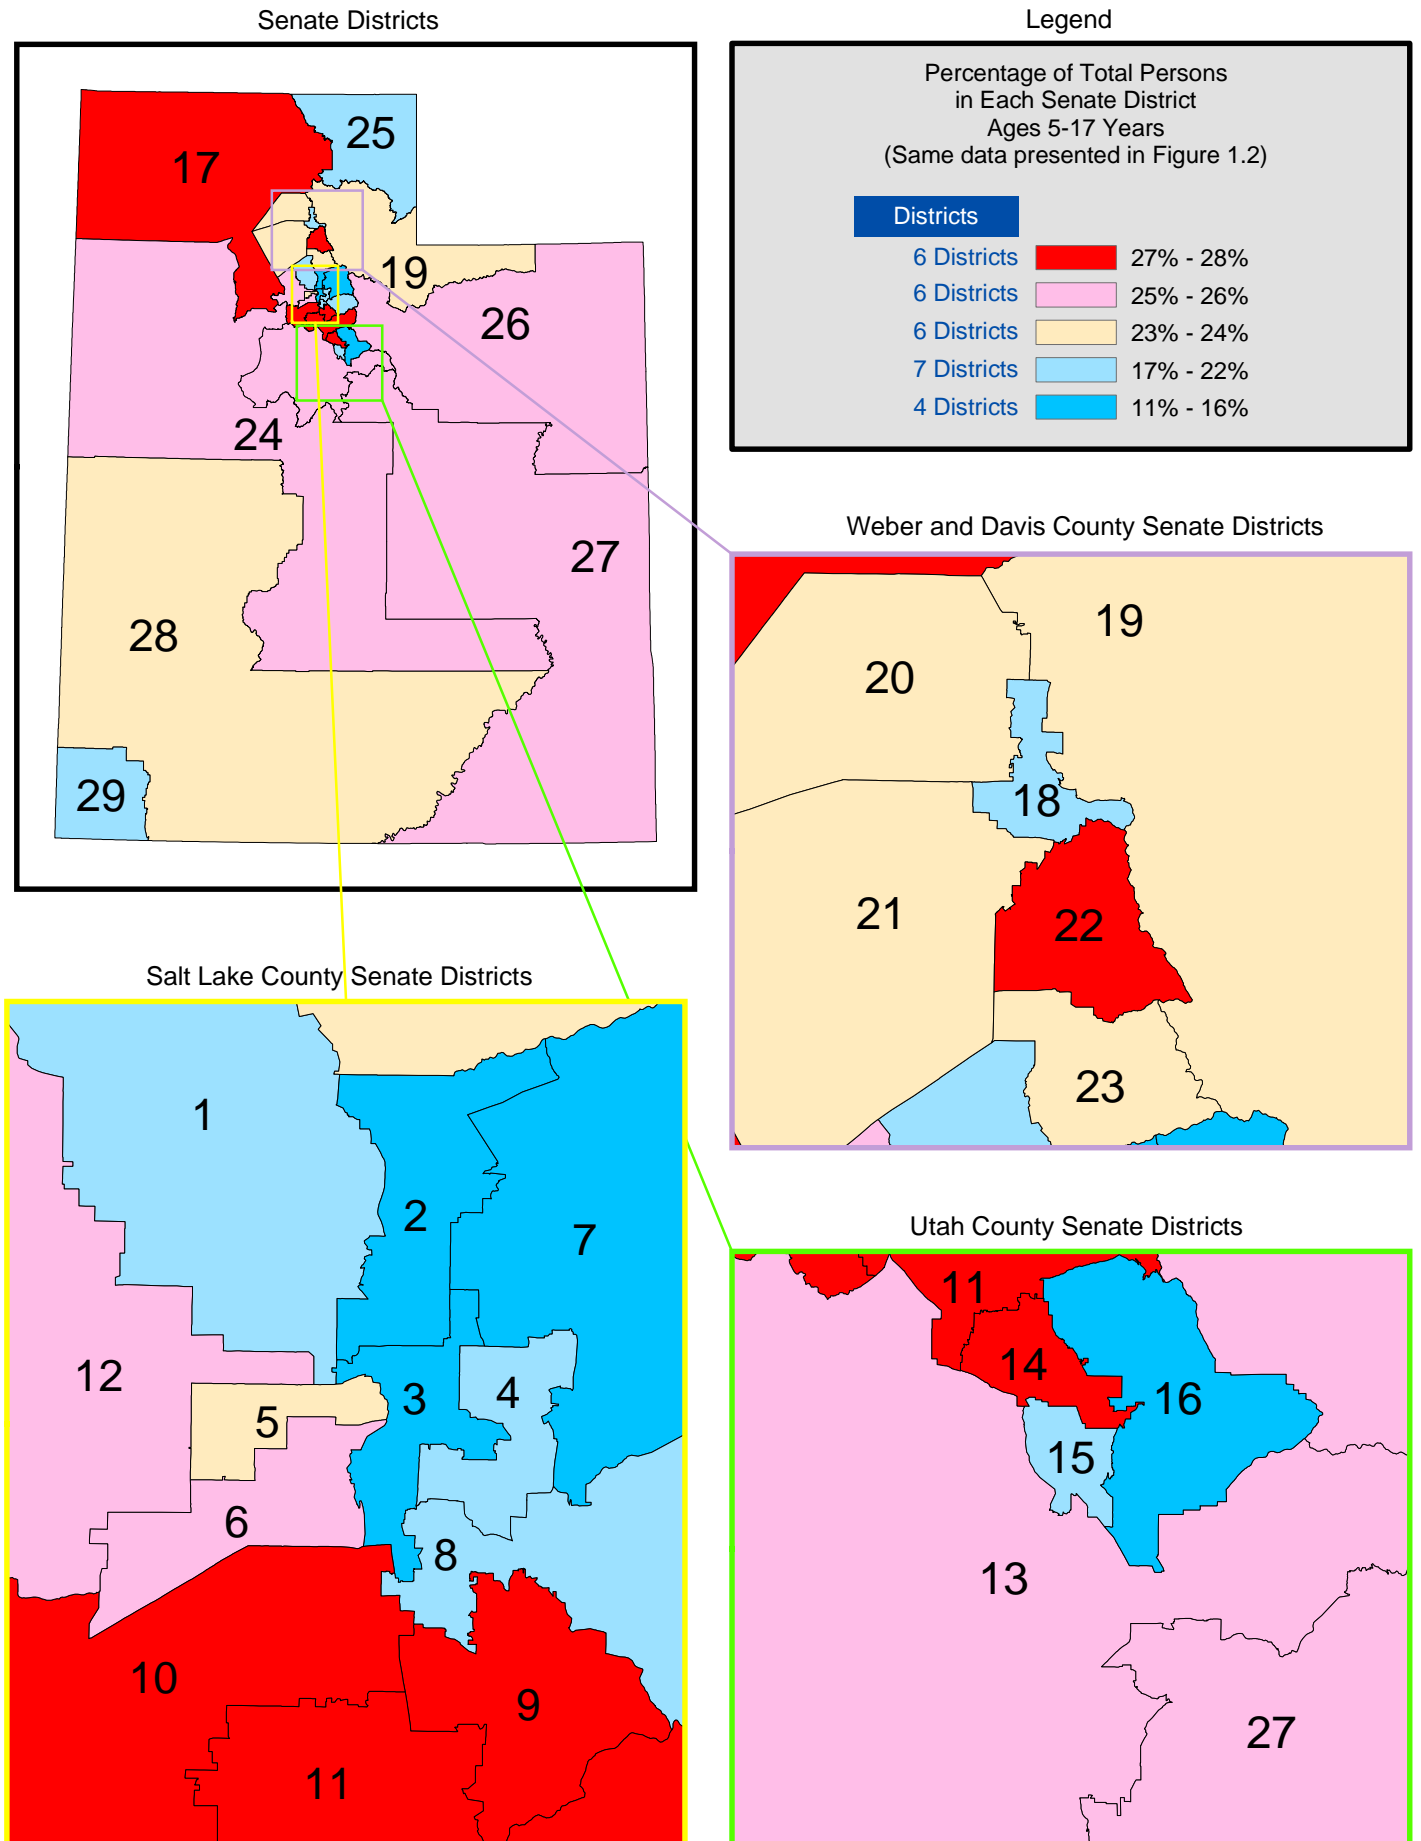 Senate Districts
25
17
19
26
24
27
28
29
Legend
Percentage of Total Persons
in Each Senate District
Ages 5-17 Years
(Same data presented in Figure 1.2)
Districts
6 Districts 27% - 28%
6 Districts 25% - 26%
6 Districts 23% - 24%
7 Districts 17% - 22%
4 Districts 11% - 16%
Weber and Davis County Senate Districts
19
20
18
21
22
23
Salt Lake County Senate Districts
1
2
7
12
3
4
5
6
8
10
9
11
Utah County Senate Districts
11
14
16
15
13
27